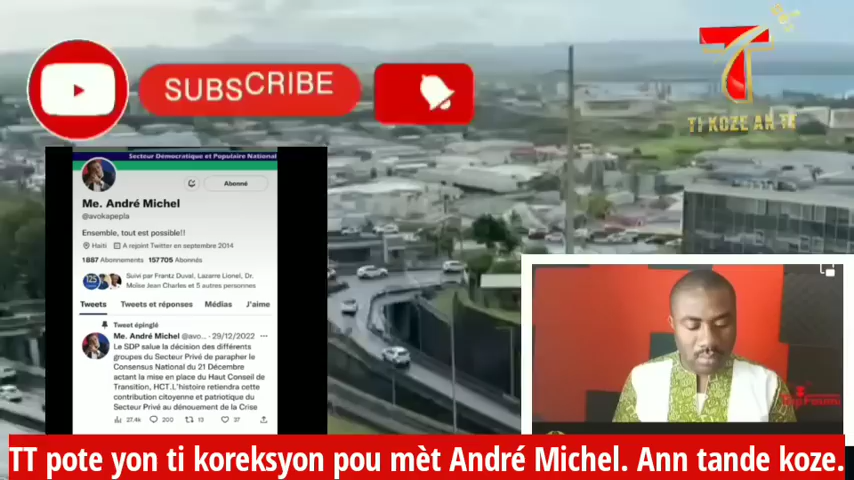 SUBSCRIBE
T
TI KOZE AN TÈ
Secteur Démocratique et Populaire National
Abonné
Me. André Michel
@avokapepla
Ensemble, tout est possible!!
Haiti A rejoint Twitter en septembre 2014
1887 Abonnements 157705 Abonnés
125
Suivi par Frantz Duval, Lazarre Lionel, Dr.
Moïse Jean Charles et 5 autres personnes
Tweets Tweets et réponses Médias J'aime
Tweet épinglé
Me. André Michel @avo... · 29/12/2022 ...
Le SDP salue la décision des différents
groupes du Secteur Privé de parapher le
Consensus National du 21 Décembre
actant la mise en place du Haut Conseil de
Transition, HCT.L'histoire retiendra cette
contribution citoyenne et patriotique du
Secteur Privé au dénouement de la Crise
27,4k 200 13 37
TT pote yon ti koreksyon pou mèt André Michel. Ann tande koze.